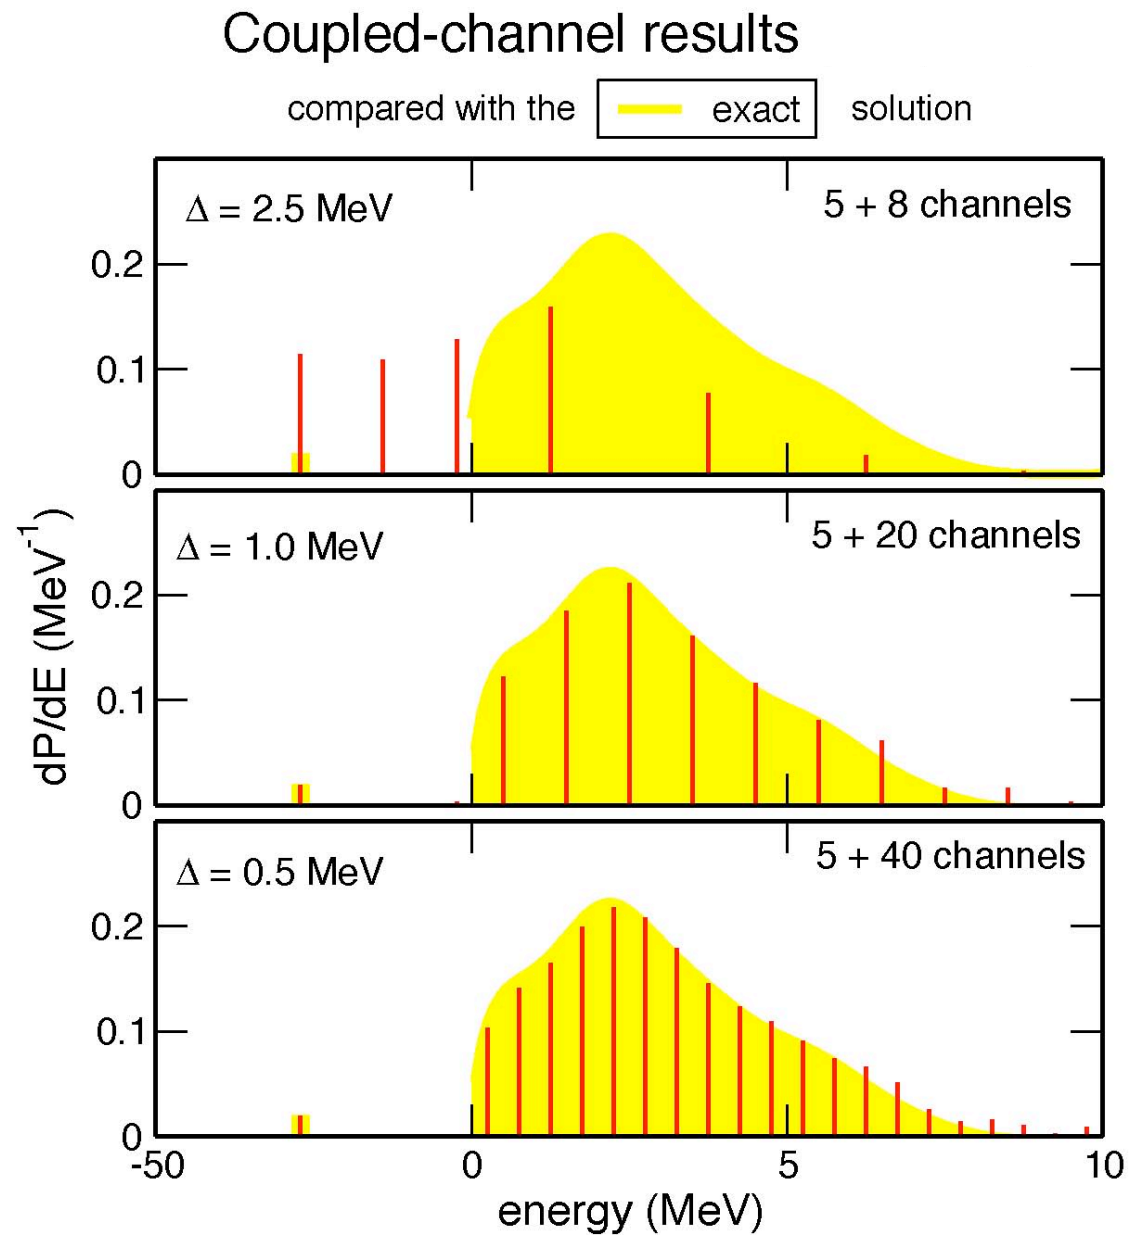 Coupled-channel results
compared with the exact solution
Δ = 2.5 MeV 5 + 8 channels
0.2
0.1
0
Δ = 1.0 MeV 5 + 20 channels
0.2
0.1
0
Δ = 0.5 MeV 5 + 40 channels
0.2
0.1
0
-50 0 5 10
dP/dE (MeV⁻¹)
energy (MeV)